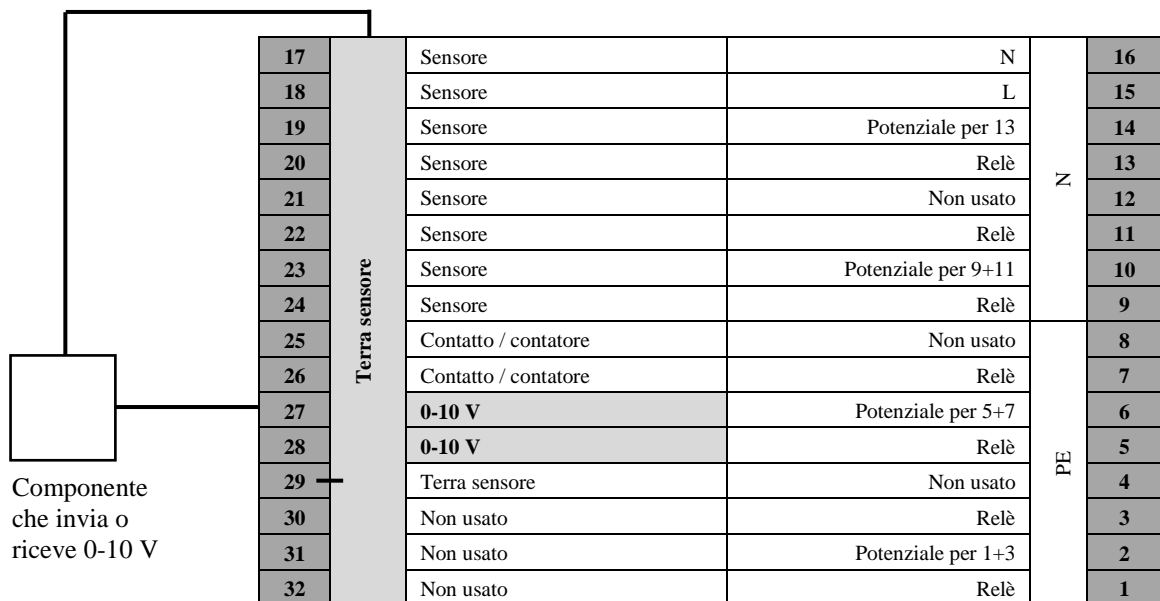 17 Sensore N 16
18 Sensore L 15
19 Sensore Potenziale per 13 14
20 Sensore Relè 13
21 Sensore Non usato 12
22 Sensore Relè 11
23 Sensore Potenziale per 9+11 10
24 Sensore Relè 9
25 Contatto / contatore Non usato 8
26 Contatto / contatore Relè 7
27 0-10 V Potenziale per 5+7 6
28 0-10 V Relè 5
29 Terra sensore Non usato 4
30 Non usato Relè 3
31 Non usato Potenziale per 1+3 2
32 Non usato Relè 1
Terra sensore
N
PE
Componente
che invia o
riceve 0-10 V